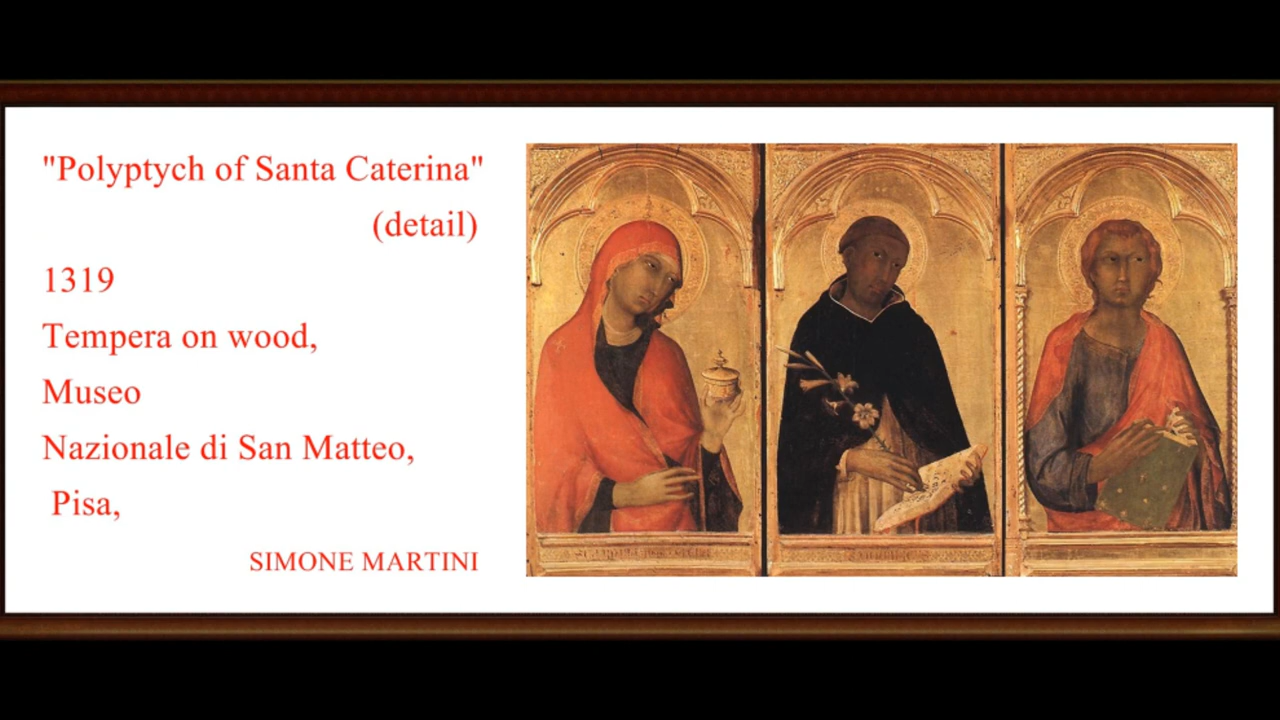 "Polyptych of Santa Caterina"
(detail)
1319
Tempera on wood,
Museo
Nazionale di San Matteo,
Pisa,
SIMONE MARTINI